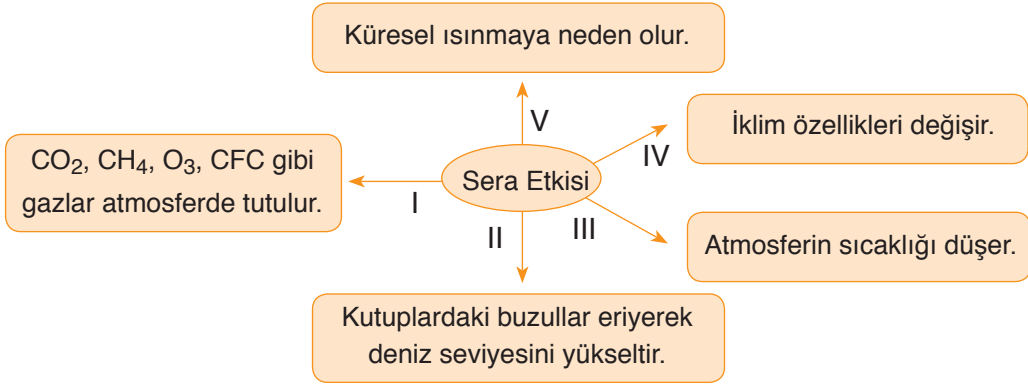 Küresel ısınmaya neden olur.
V
İklim özellikleri değişir.
IV
CO₂, CH₄, O₃, CFC gibi
gazlar atmosferde tutulur.
I
Sera Etkisi
II
III
Atmosferin sıcaklığı düşer.
Kutuplardaki buzullar eriyerek
deniz seviyesini yükseltir.